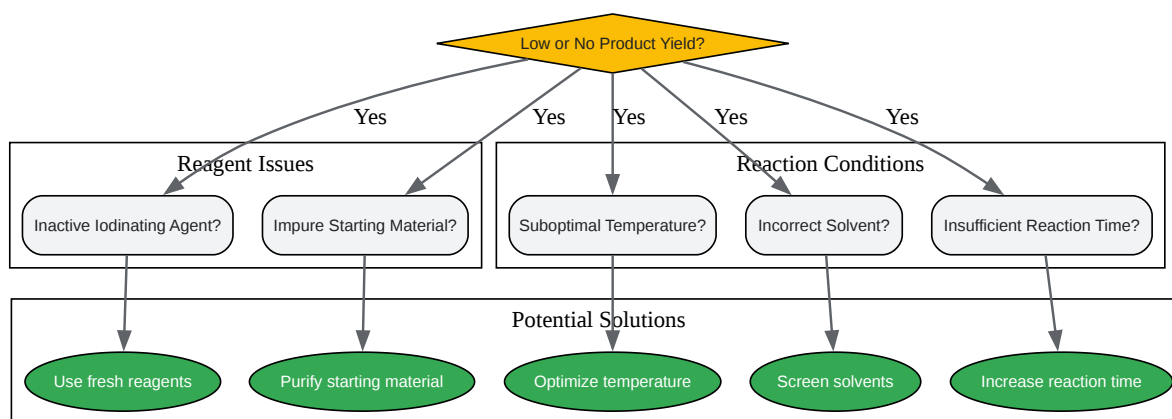 Low or No Product Yield?
Yes
Yes
Yes
Yes
Yes
Reagent Issues
Reaction Conditions
Inactive Iodinating Agent?
Impure Starting Material?
Suboptimal Temperature?
Incorrect Solvent?
Insufficient Reaction Time?
Potential Solutions
Use fresh reagents
Purify starting material
Optimize temperature
Screen solvents
Increase reaction time